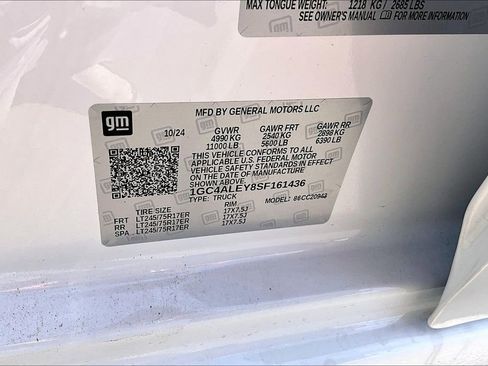 MAX TONGUE WEIGHT: 1218 KG / 2685 LBS
SEE OWNER'S MANUAL FOR MORE INFORMATION
gm
MFD BY GENERAL MOTORS LLC
10/24 GVWR GAWR FRT GAWR RR
4990 KG 2540 KG 2898 KG
11000 LB 5600 LB 6390 LB
THIS VEHICLE CONFORMS TO ALL
APPLICABLE U.S. FEDERAL MOTOR
VEHICLE SAFETY STANDARDS IN
EFFECT ON THE DATE OF MANUFACTURE
SHOWN ABOVE.
1GC4ALEY8SF161436
TYPE: TRUCK MODEL:
TIRE SIZE RIM
FRT LT245/75R17ER 17X7.5J
RR LT245/75R17ER 17X7.5J
SPA LT245/75R17ER 17X7.5J